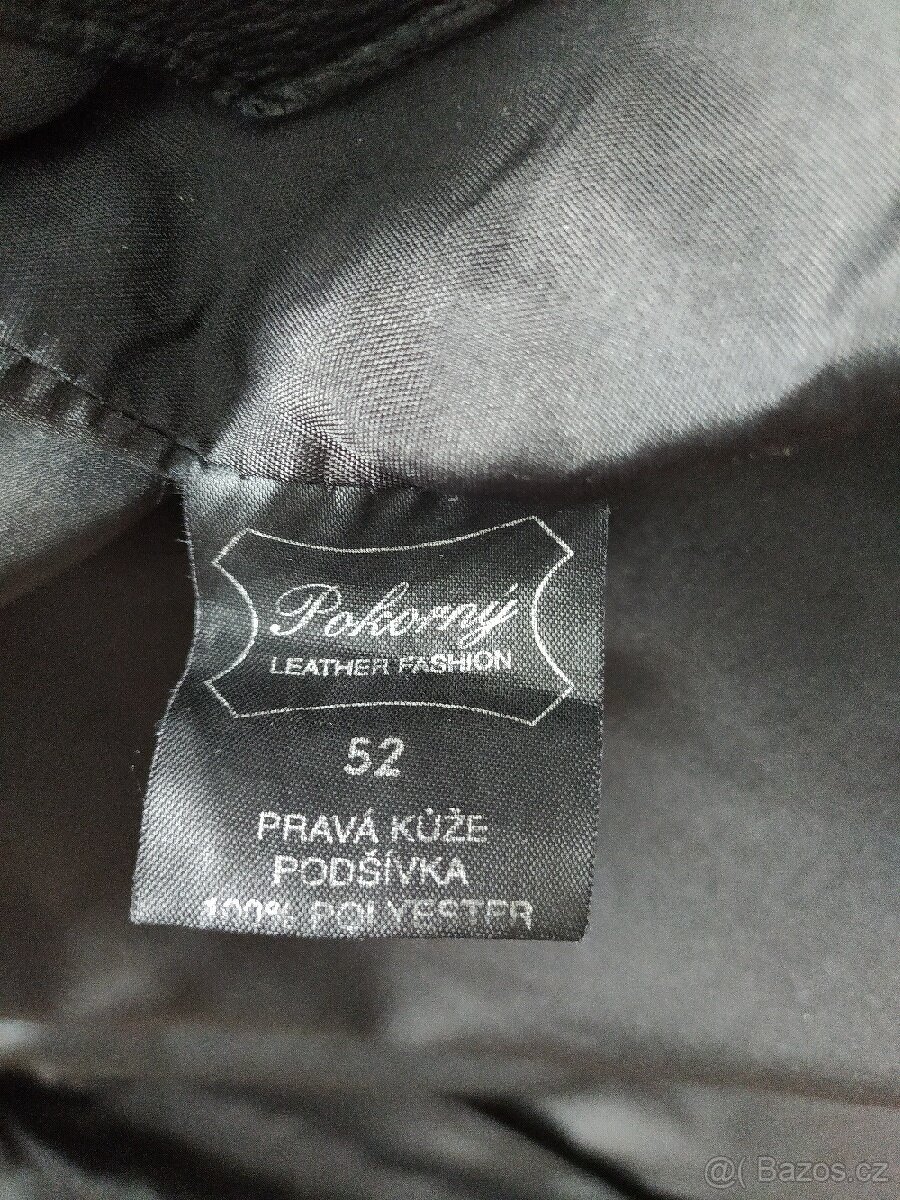 Pokorný
LEATHER FASHION
52
PRAVÁ KŮŽE
PODŠÍVKA
100% POLYESTER
@( Bazos.cz